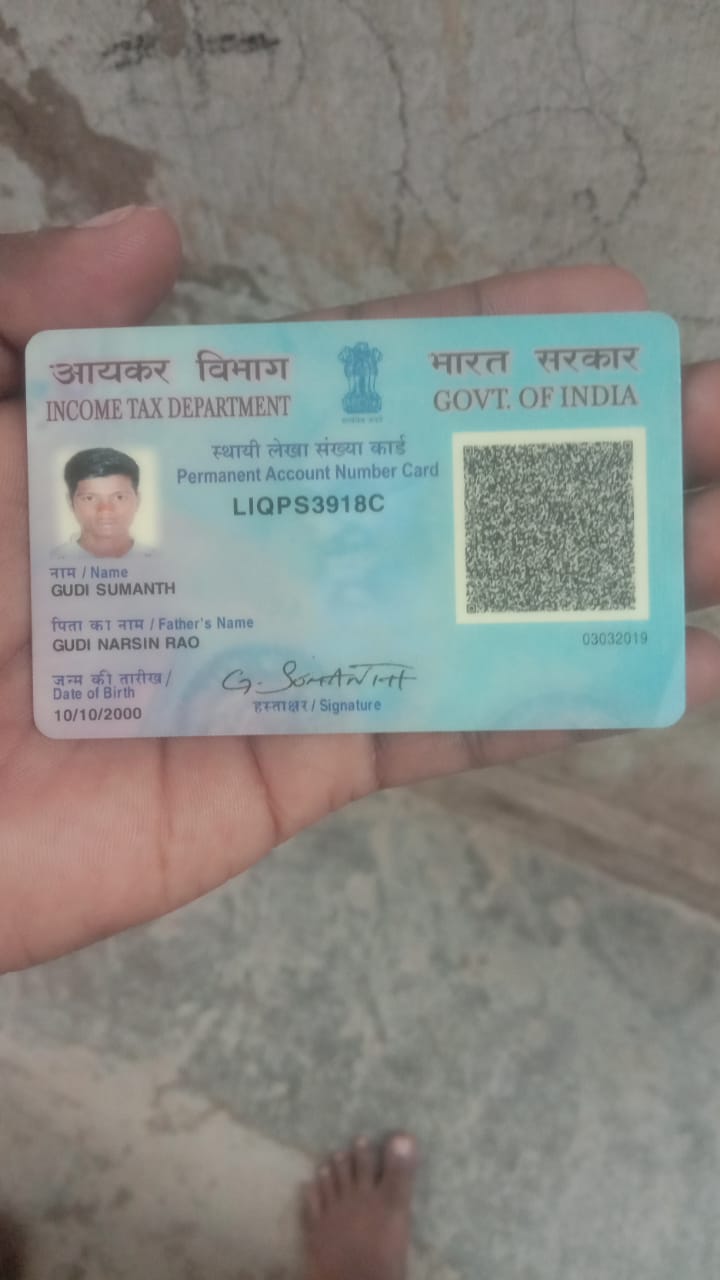 आयकर विभाग
INCOME TAX DEPARTMENT
भारत सरकार
GOVT. OF INDIA
स्थायी लेखा संख्या कार्ड
Permanent Account Number Card
LIQPS3918C
नाम / Name
GUDI SUMANTH
पिता का नाम / Father's Name
GUDI NARSIN RAO
03032019
जन्म की तारीख /
Date of Birth
10/10/2000
G. SUMANTH
हस्ताक्षर / Signature